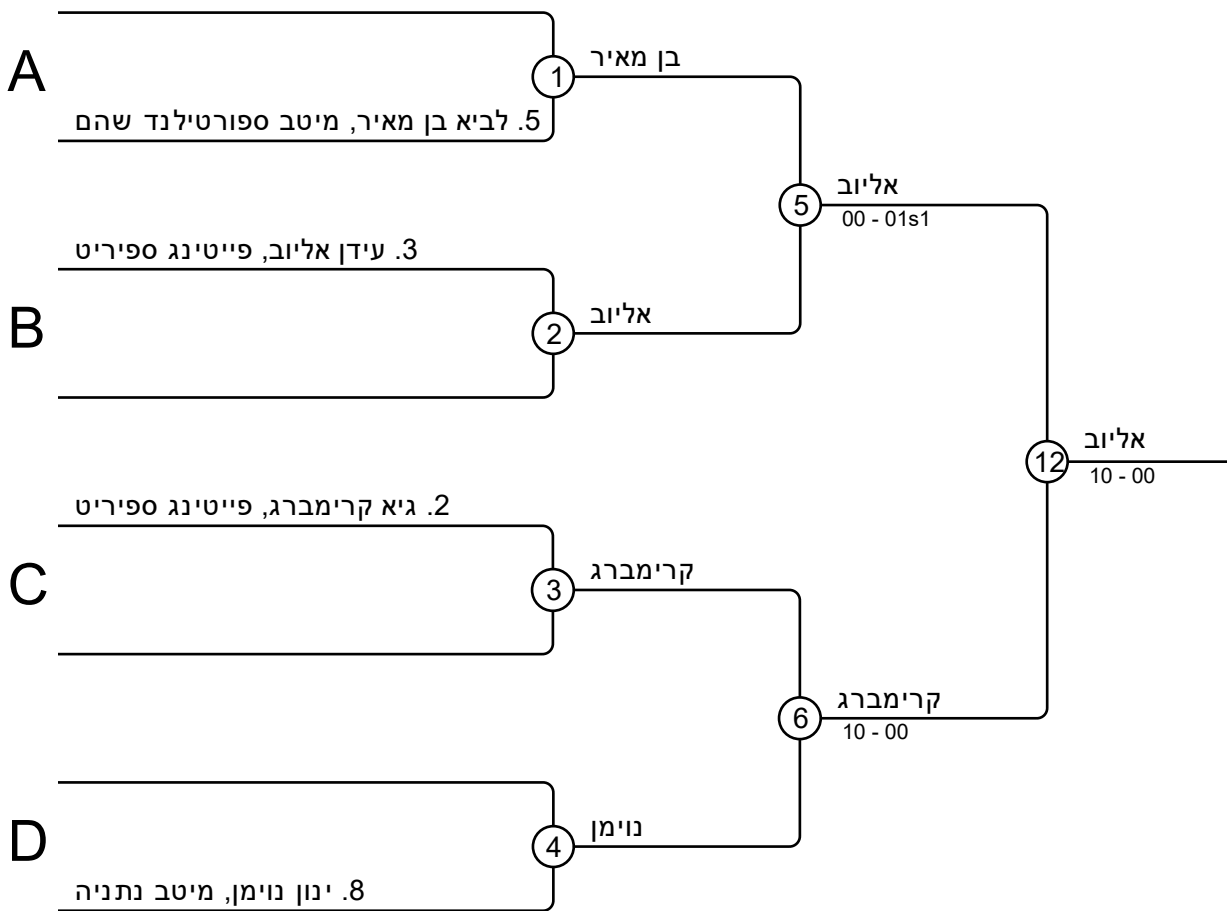 A
1
בן מאיר
5. לביא בן מאיר, מיטב ספורטילנד שהם
5
אליוב
00 - 01s1
3. עידן אליוב, פייטינג ספיריט
B
2
אליוב
12
אליוב
10 - 00
2. גיא קרימברג, פייטינג ספיריט
C
3
קרימברג
6
קרימברג
10 - 00
D
4
נוימן
8. ינון נוימן, מיטב נתניה